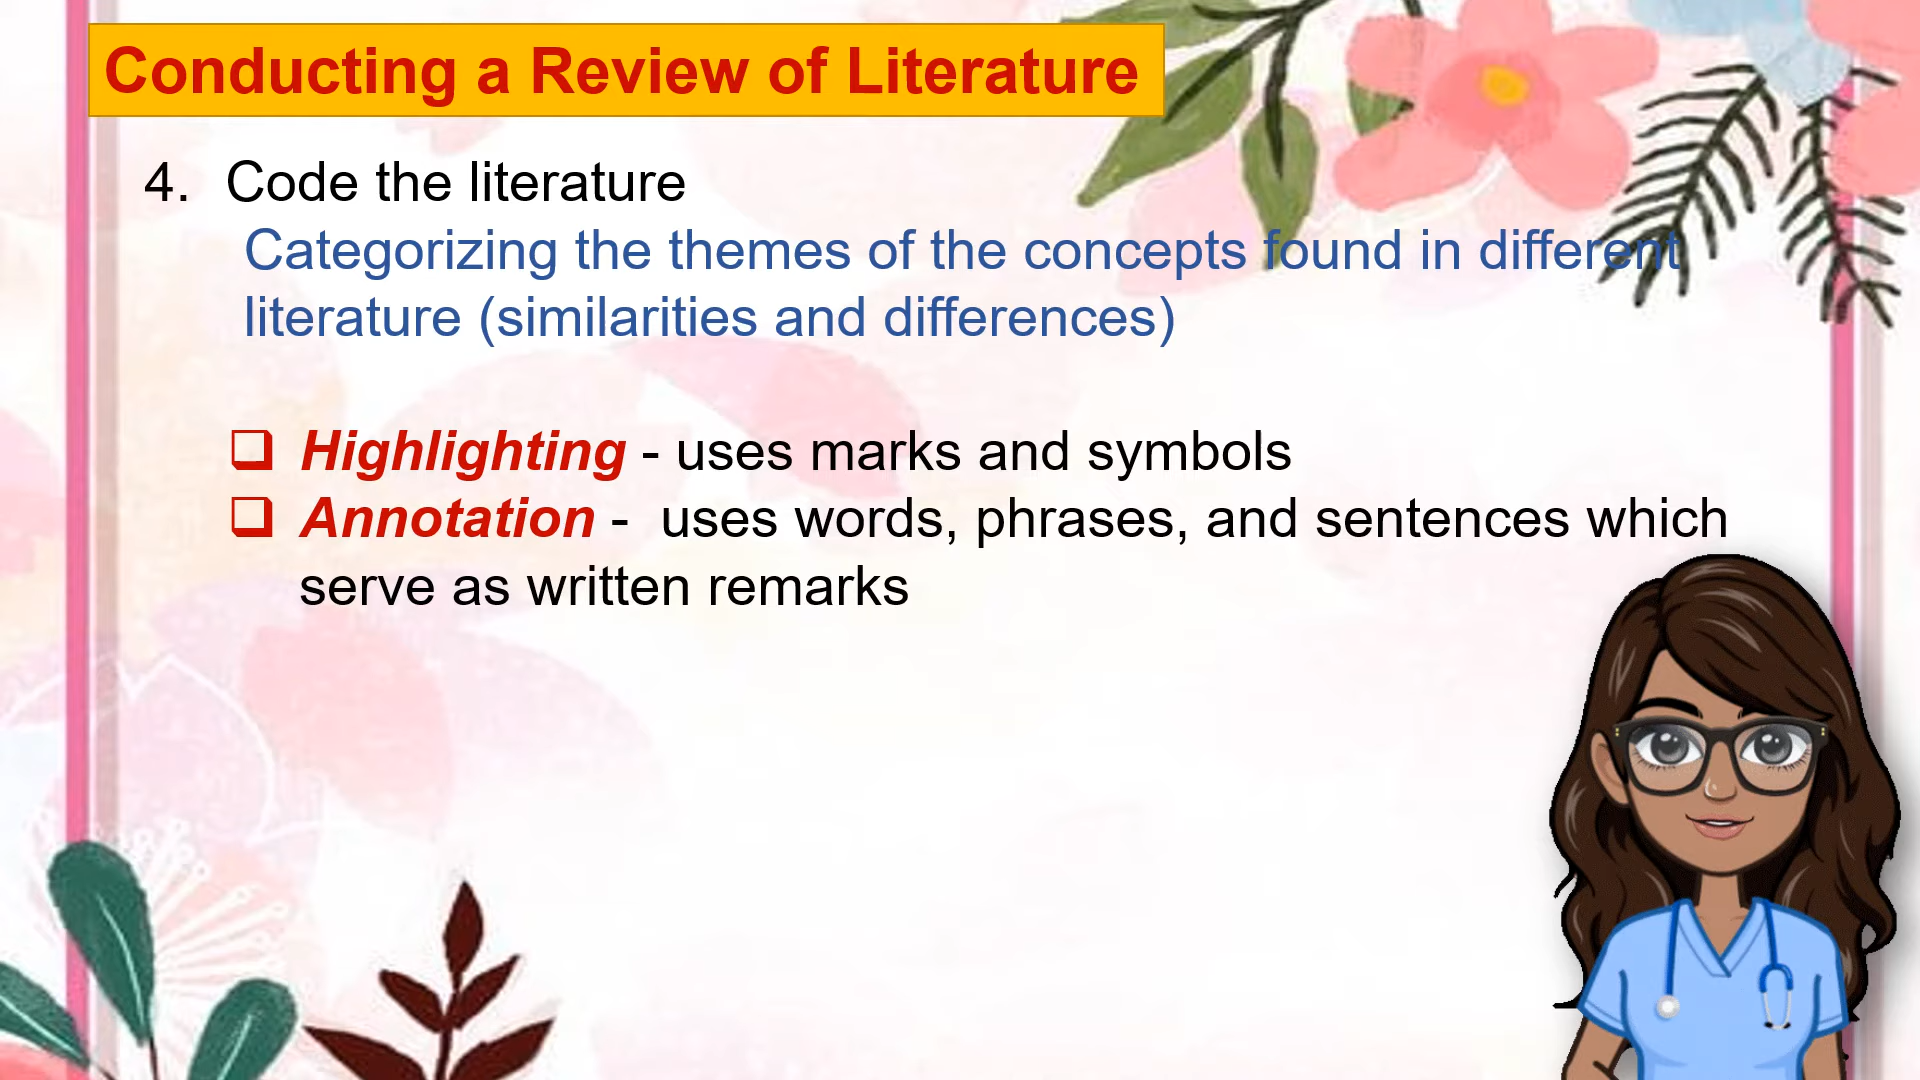 Conducting a Review of Literature
4. Code the literature
Categorizing the themes of the concepts found in different
literature (similarities and differences)
❑ Highlighting - uses marks and symbols
❑ Annotation - uses words, phrases, and sentences which
serve as written remarks